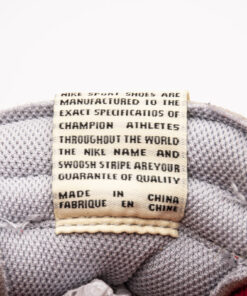 NIKE SPORT SHOES ARE
MANUFACTURED TO THE
EXACT SPECIFICATIOS OF
CHAMPION ATHLETES
THROUGHOUT THE WORLD
THE NIKE NAME AND
SWOOSH STRIPE AREYOUR
GUARANTEE OF QUALITY
MADE IN CHINA
FABRIQUE EN CHINE